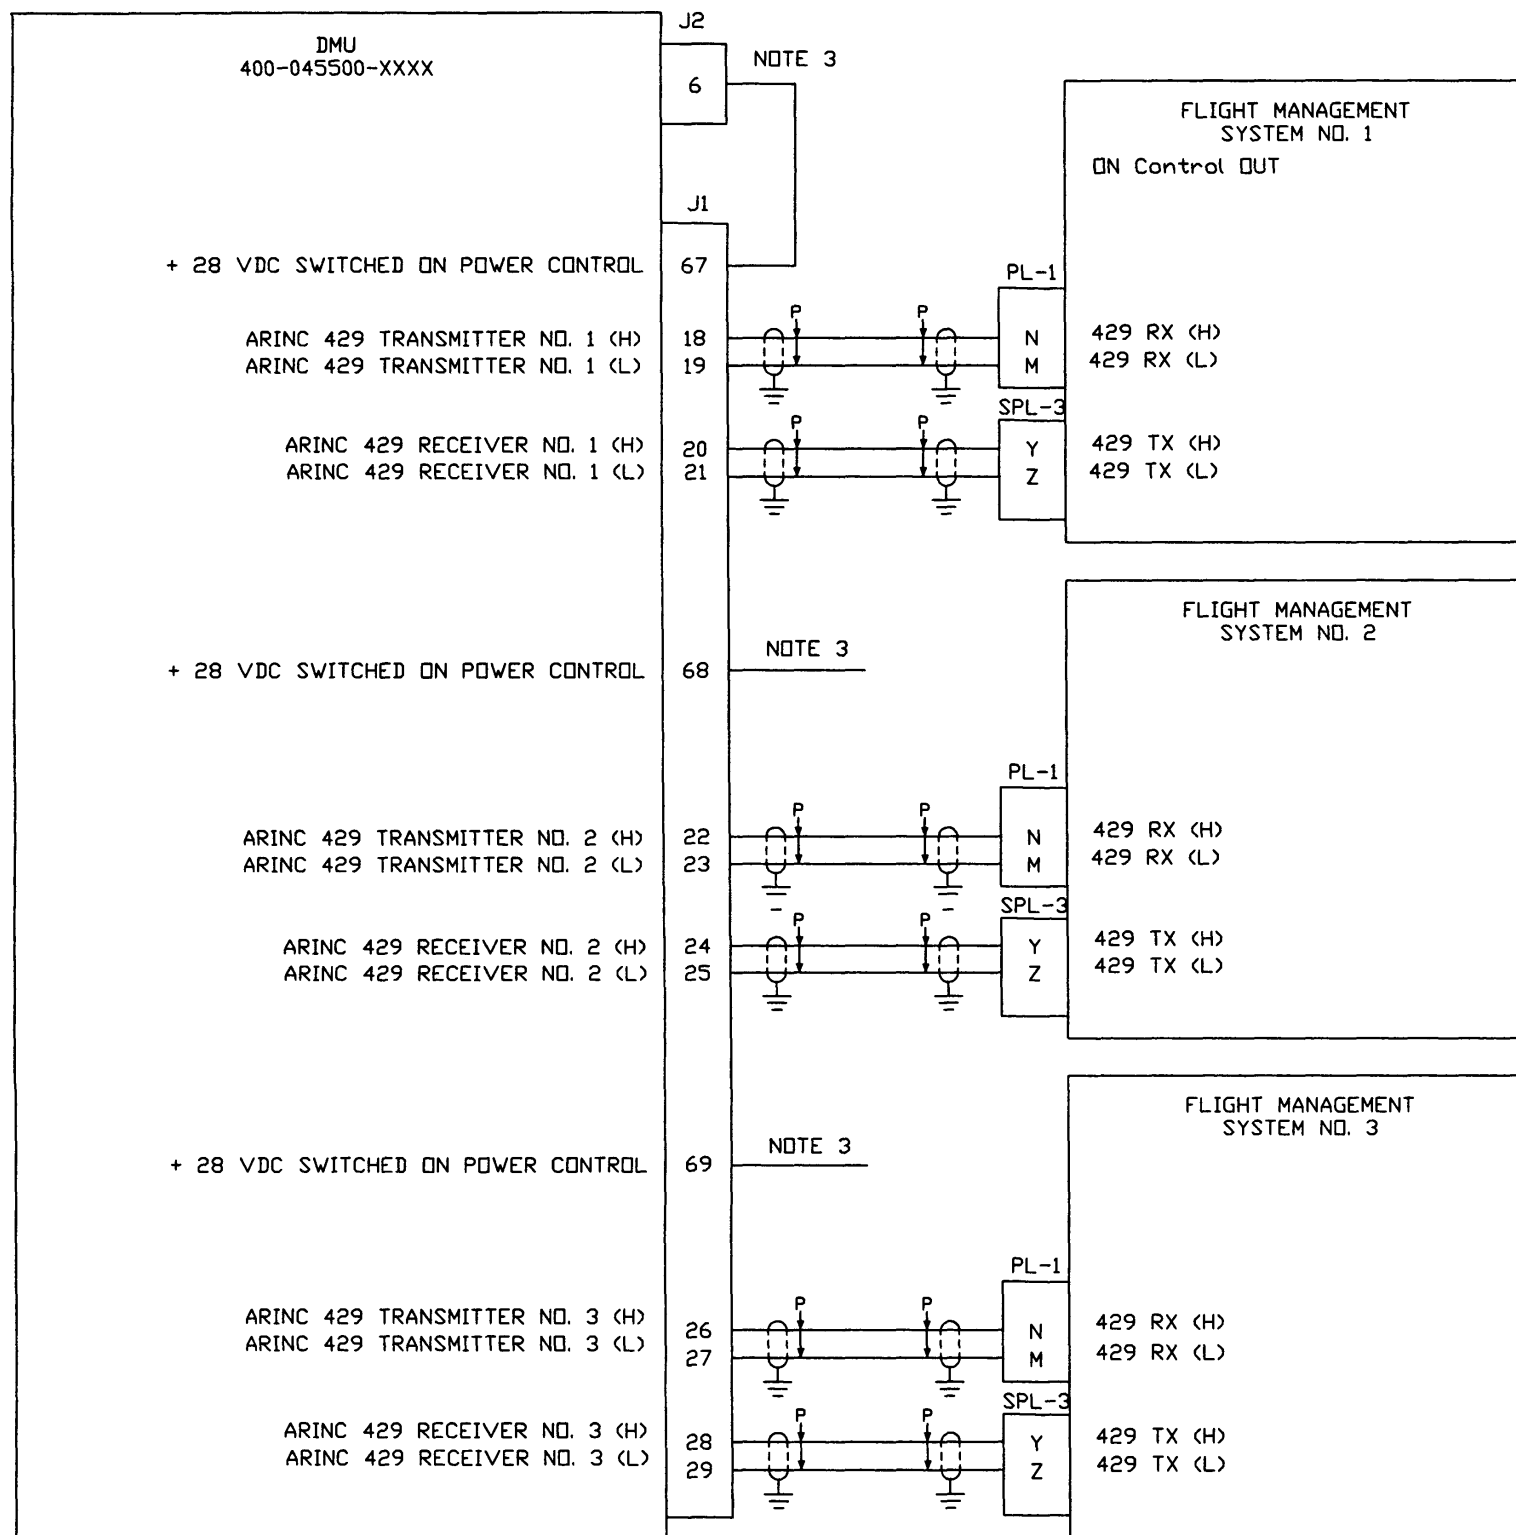 J2
DMU
400-045500-XXXX
6
NOTE 3
FLIGHT MANAGEMENT
SYSTEM NO. 1
ON Control OUT
J1
+ 28 VDC SWITCHED ON POWER CONTROL
67
PL-1
P
P
ARINC 429 TRANSMITTER NO. 1 (H)
18
N
429 RX (H)
ARINC 429 TRANSMITTER NO. 1 (L)
19
M
429 RX (L)
SPL-3
P
P
ARINC 429 RECEIVER NO. 1 (H)
20
Y
429 TX (H)
ARINC 429 RECEIVER NO. 1 (L)
21
Z
429 TX (L)
FLIGHT MANAGEMENT
SYSTEM NO. 2
NOTE 3
+ 28 VDC SWITCHED ON POWER CONTROL
68
PL-1
P
P
ARINC 429 TRANSMITTER NO. 2 (H)
22
N
429 RX (H)
ARINC 429 TRANSMITTER NO. 2 (L)
23
M
429 RX (L)
SPL-3
P
P
ARINC 429 RECEIVER NO. 2 (H)
24
Y
429 TX (H)
ARINC 429 RECEIVER NO. 2 (L)
25
Z
429 TX (L)
FLIGHT MANAGEMENT
SYSTEM NO. 3
NOTE 3
+ 28 VDC SWITCHED ON POWER CONTROL
69
PL-1
P
P
ARINC 429 TRANSMITTER NO. 3 (H)
26
N
429 RX (H)
ARINC 429 TRANSMITTER NO. 3 (L)
27
M
429 RX (L)
SPL-3
P
P
ARINC 429 RECEIVER NO. 3 (H)
28
Y
429 TX (H)
ARINC 429 RECEIVER NO. 3 (L)
29
Z
429 TX (L)